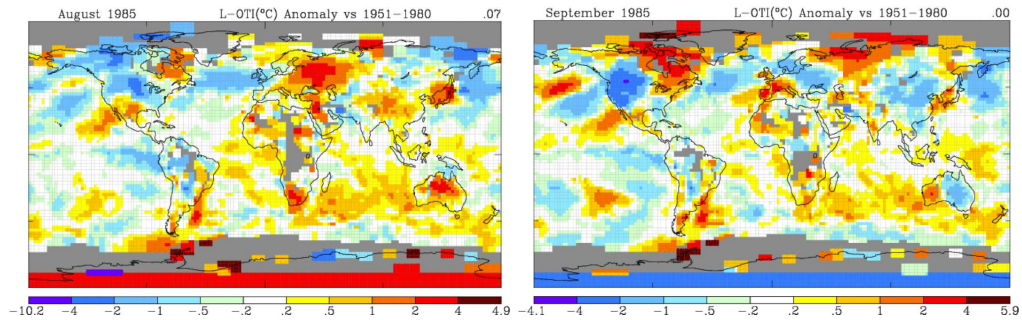 August 1985 L-OTI(°C) Anomaly vs 1951-1980 .07
-10.2 -4 -2 -1 -.5 -.2 .2 .5 1 2 4 4.9
September 1985 L-OTI(°C) Anomaly vs 1951-1980 .00
-4.1 -4 -2 -1 -.5 -.2 .2 .5 1 2 4 5.9